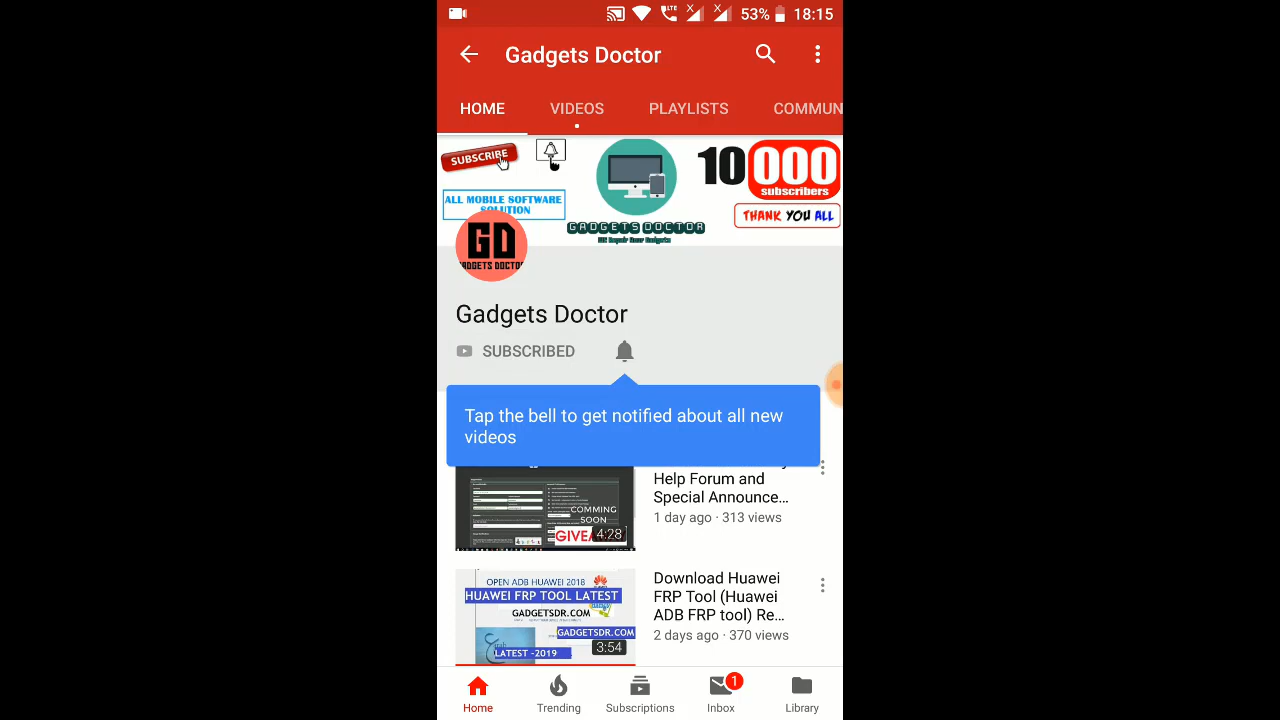 LTE
53%
18:15
Gadgets Doctor
HOME
VIDEOS
PLAYLISTS
COMMUN
SUBSCRIBE
ALL MOBILE SOFTWARE
SOLUTION
GADGETS DOCTOR
10000
subscribers
THANK YOU ALL
GD
GADGETS DOCTOR
Gadgets Doctor
SUBSCRIBED
Tap the bell to get notified about all new
videos
Help Forum and
Special Announce...
1 day ago · 313 views
COMMING
SOON
4:28
Download Huawei
FRP Tool (Huawei
ADB FRP tool) Re...
2 days ago · 370 views
OPEN ADB HUAWEI 2018
HUAWEI FRP TOOL LATEST
GADGETSDR.COM
GADGETSDR.COM
3:54
LATEST -2019
Home
Trending
Subscriptions
1
Inbox
Library